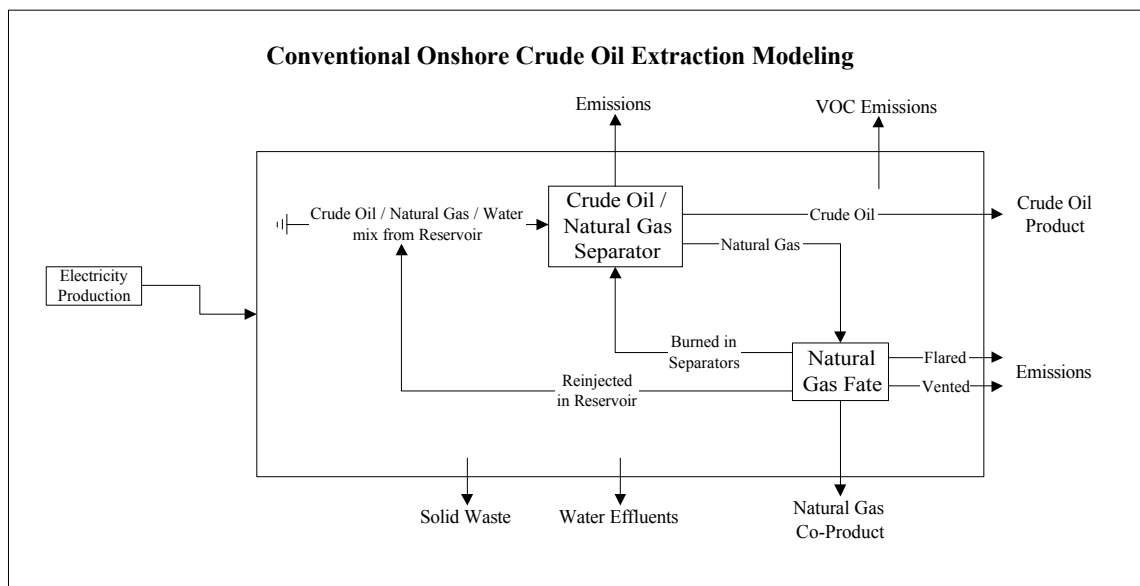 Conventional Onshore Crude Oil Extraction Modeling
Emissions
VOC Emissions
Crude Oil / Natural Gas / Water
mix from Reservoir
Crude Oil /
Natural Gas
Separator
Crude Oil
Crude Oil
Product
Natural Gas
Electricity
Production
Burned in
Separators
Natural
Gas Fate
Flared
Vented
Emissions
Reinjected
in Reservoir
Solid Waste
Water Effluents
Natural Gas
Co-Product